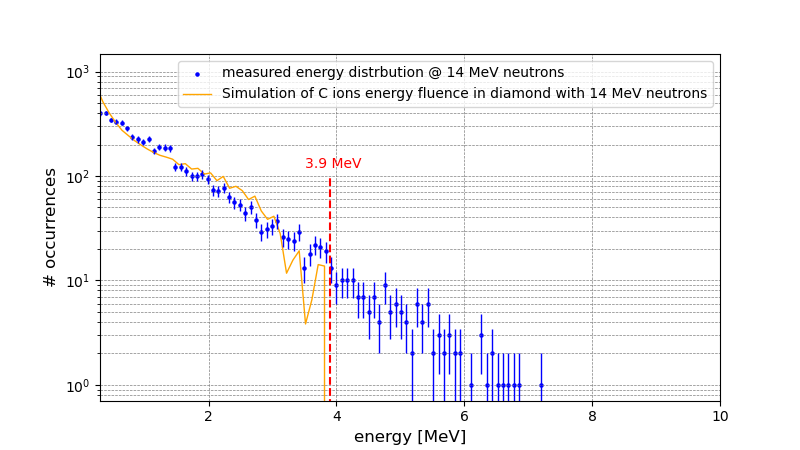 measured energy distrbution @ 14 MeV neutrons
Simulation of C ions energy fluence in diamond with 14 MeV neutrons
3.9 MeV
# occurrences
10³
10²
10¹
10⁰
2 4 6 8 10
energy [MeV]